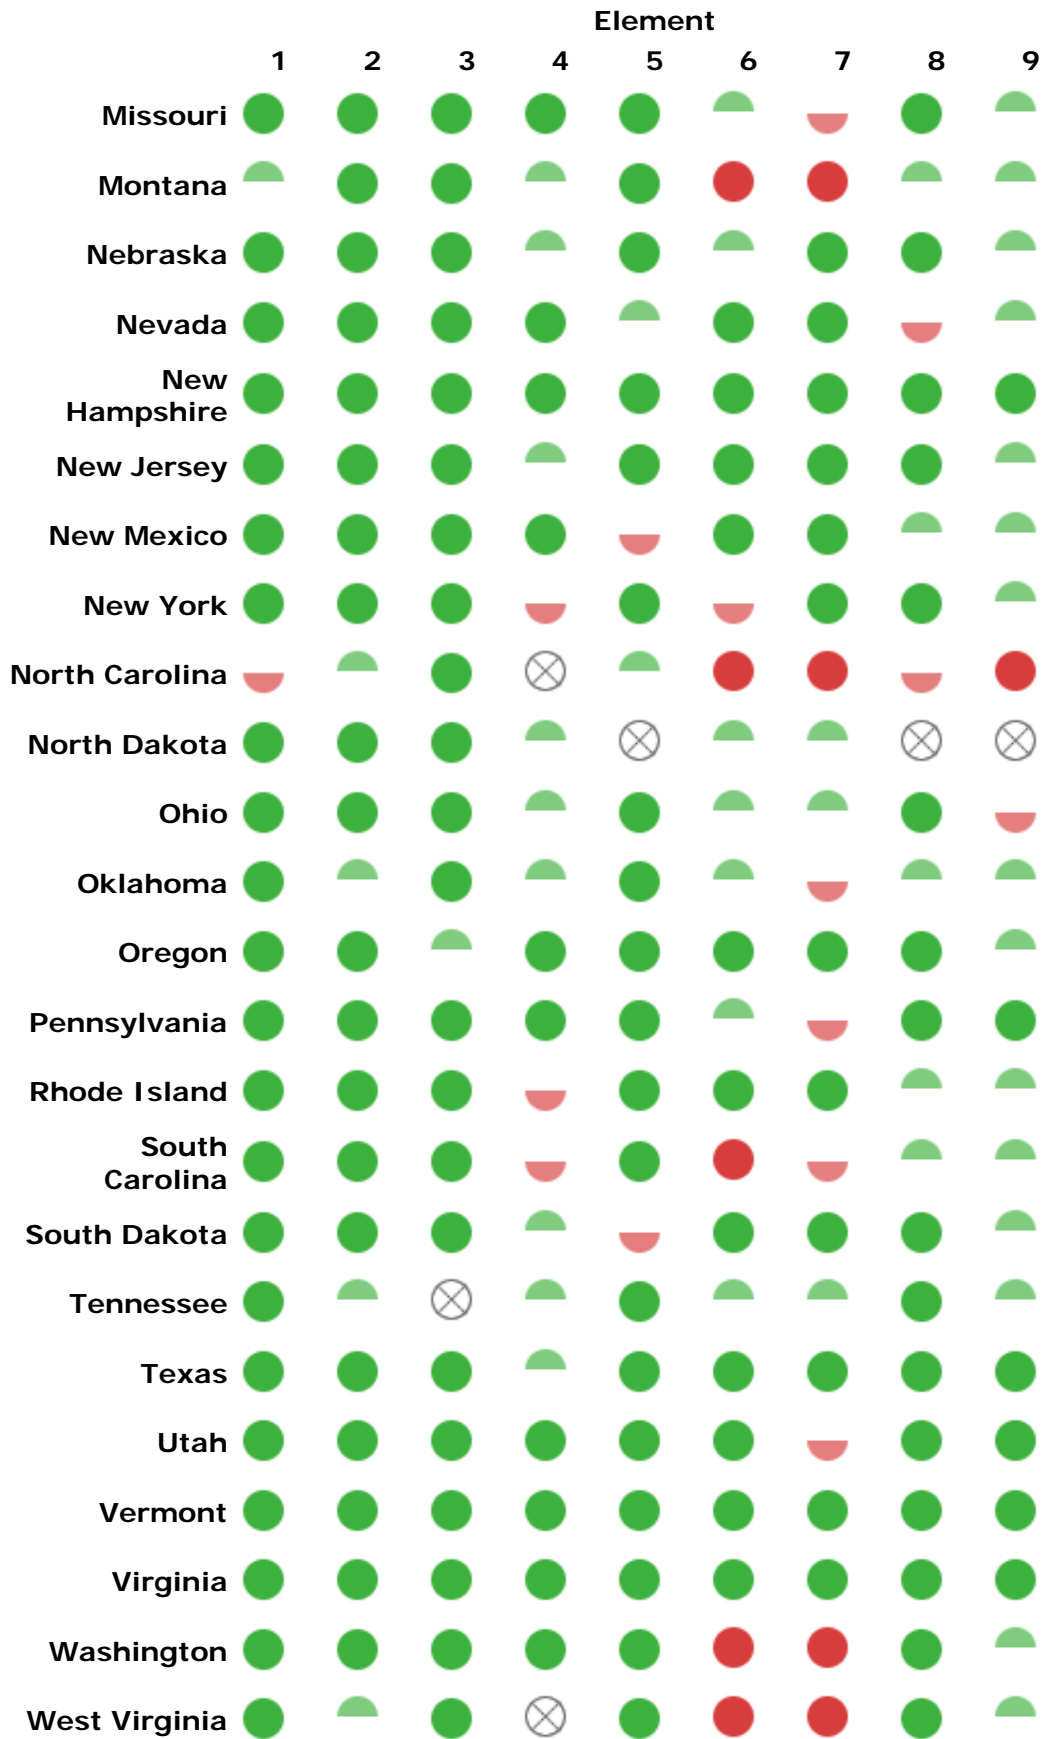 Element
1 2 3 4 5 6 7 8 9
Missouri
Montana
Nebraska
Nevada
New
Hampshire
New Jersey
New Mexico
New York
North Carolina
North Dakota
Ohio
Oklahoma
Oregon
Pennsylvania
Rhode Island
South
Carolina
South Dakota
Tennessee
Texas
Utah
Vermont
Virginia
Washington
West Virginia